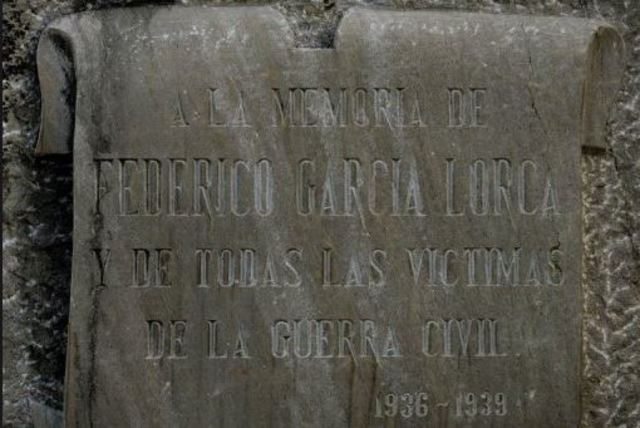 A LA MEMORIA DE
FEDERICO GARCIA LORCA
Y DE TODAS LAS VICTIMAS
DE LA GUERRA CIVIL
1936 - 1939